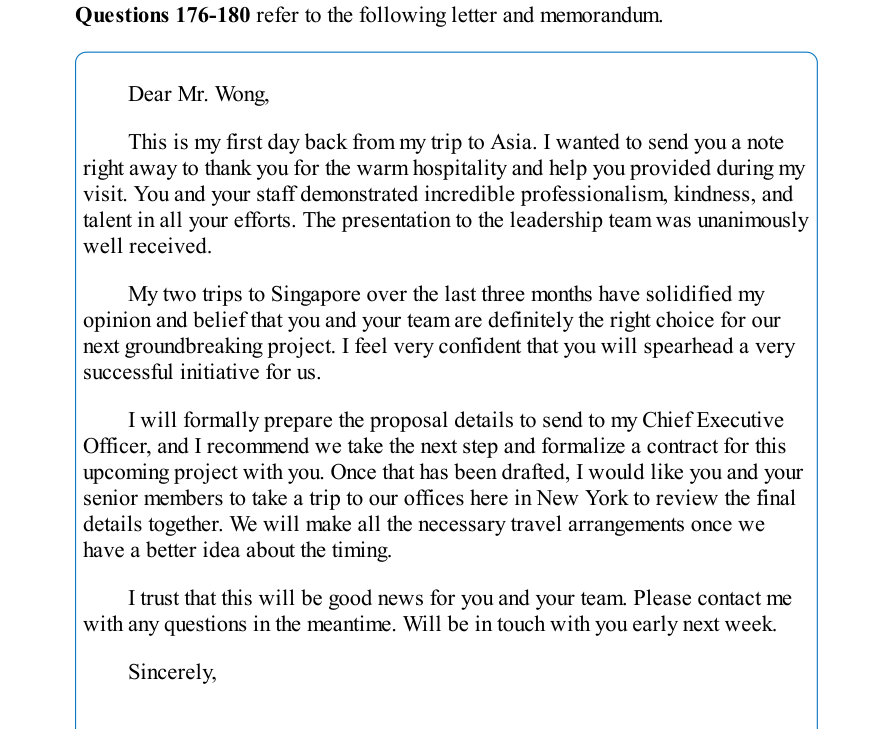 Questions 176-180 refer to the following letter and memorandum.
Dear Mr. Wong,
This is my first day back from my trip to Asia. I wanted to send you a note
right away to thank you for the warm hospitality and help you provided during my
visit. You and your staff demonstrated incredible professionalism, kindness, and
talent in all your efforts. The presentation to the leadership team was unanimously
well received.
My two trips to Singapore over the last three months have solidified my
opinion and belief that you and your team are definitely the right choice for our
next groundbreaking project. I feel very confident that you will spearhead a very
successful initiative for us.
I will formally prepare the proposal details to send to my Chief Executive
Officer, and I recommend we take the next step and formalize a contract for this
upcoming project with you. Once that has been drafted, I would like you and your
senior members to take a trip to our offices here in New York to review the final
details together. We will make all the necessary travel arrangements once we
have a better idea about the timing.
I trust that this will be good news for you and your team. Please contact me
with any questions in the meantime. Will be in touch with you early next week.
Sincerely,